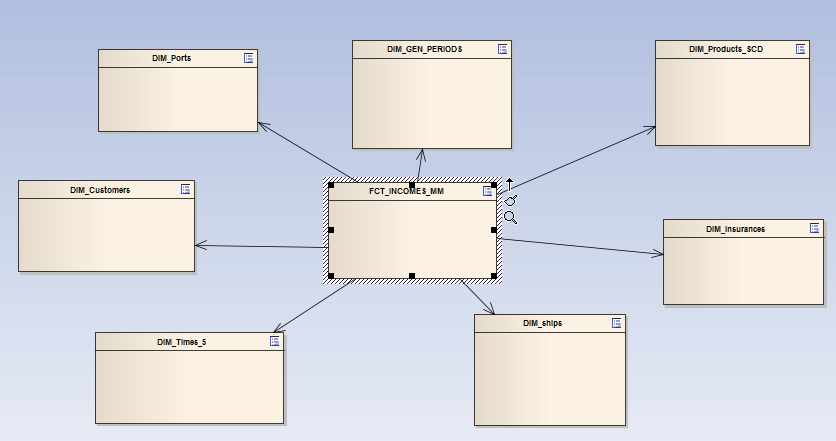 DIM_GEN_PERIODS
DIM_Products_SCD
DIM_Ports
DIM_Customers
FCT_INCOMES_MM
DIM_Insurances
DIM_ships
DIM_Times_5